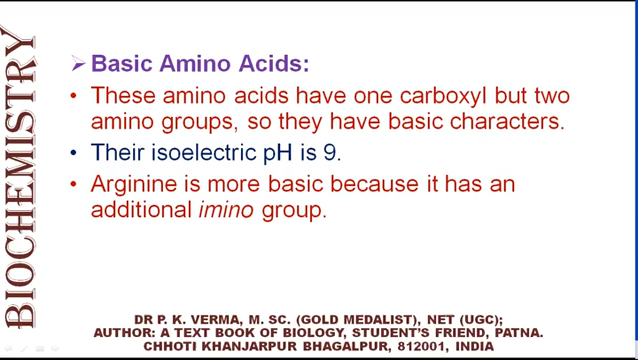 BIOCHEMISTRY
Basic Amino Acids:
These amino acids have one carboxyl but two
amino groups, so they have basic characters.
Their isoelectric pH is 9.
Arginine is more basic because it has an
additional imino group.
DR P. K. VERMA, M. SC. (GOLD MEDALIST), NET (UGC);
AUTHOR: A TEXT BOOK OF BIOLOGY, STUDENT'S FRIEND, PATNA.
CHHOTI KHANJARPUR BHAGALPUR, 812001, INDIA